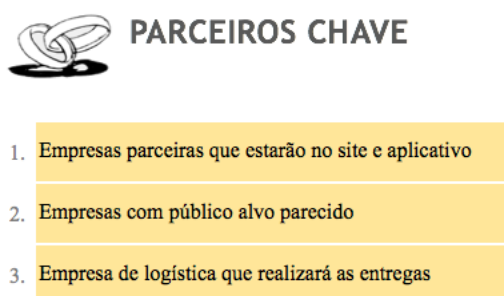 PARCEIROS CHAVE
1. Empresas parceiras que estarão no site e aplicativo
2. Empresas com público alvo parecido
3. Empresa de logística que realizará as entregas